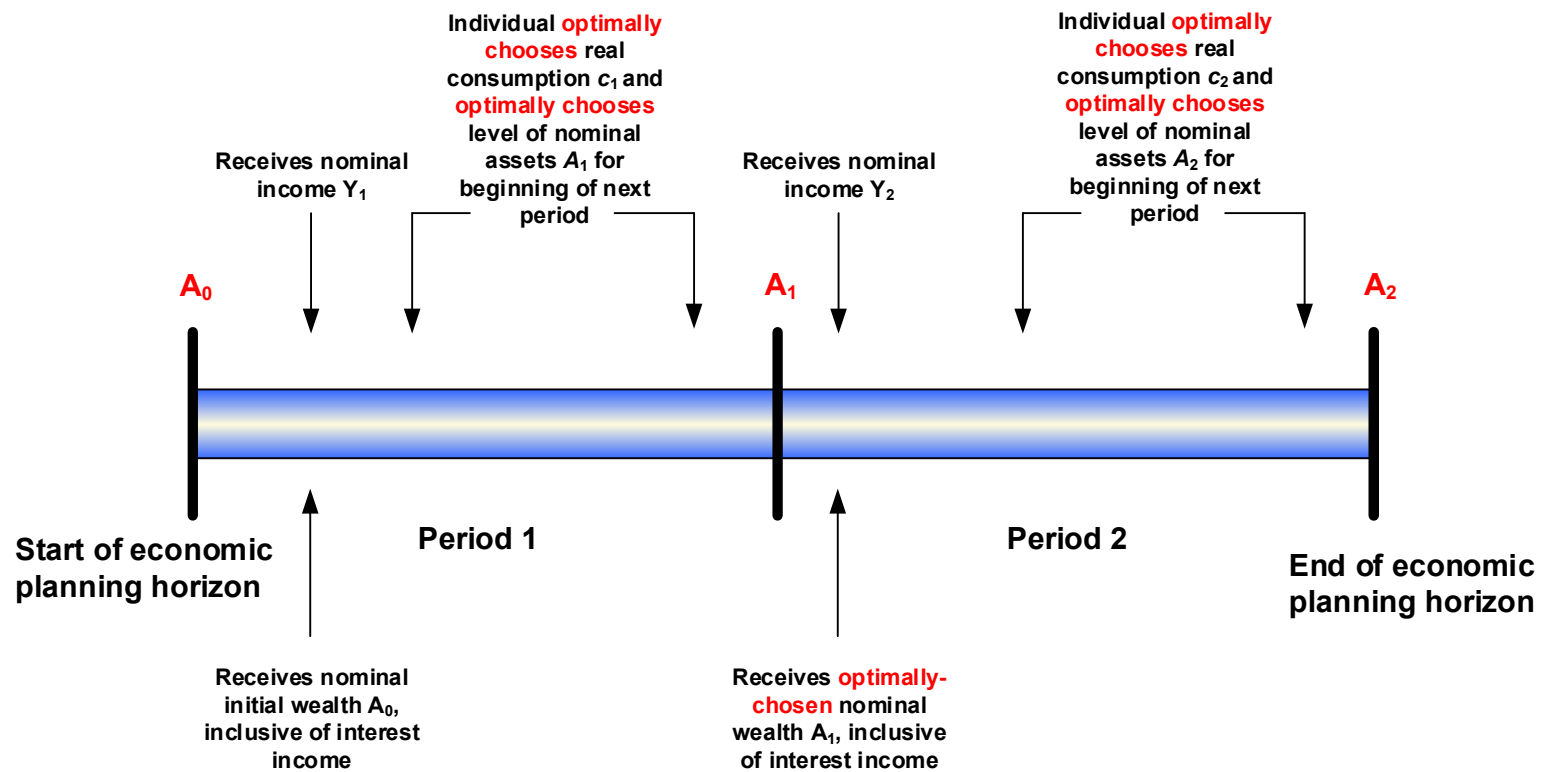 Individual optimally
chooses real
consumption c1 and
optimally chooses
level of nominal
assets A1 for
beginning of next
period
Individual optimally
chooses real
consumption c2 and
optimally chooses
level of nominal
assets A2 for
beginning of next
period
Receives nominal
income Y1
Receives nominal
income Y2
A0
A1
A2
Start of economic
planning horizon
Period 1
Period 2
End of economic
planning horizon
Receives nominal
initial wealth A0,
inclusive of interest
income
Receives optimally-
chosen nominal
wealth A1, inclusive
of interest income